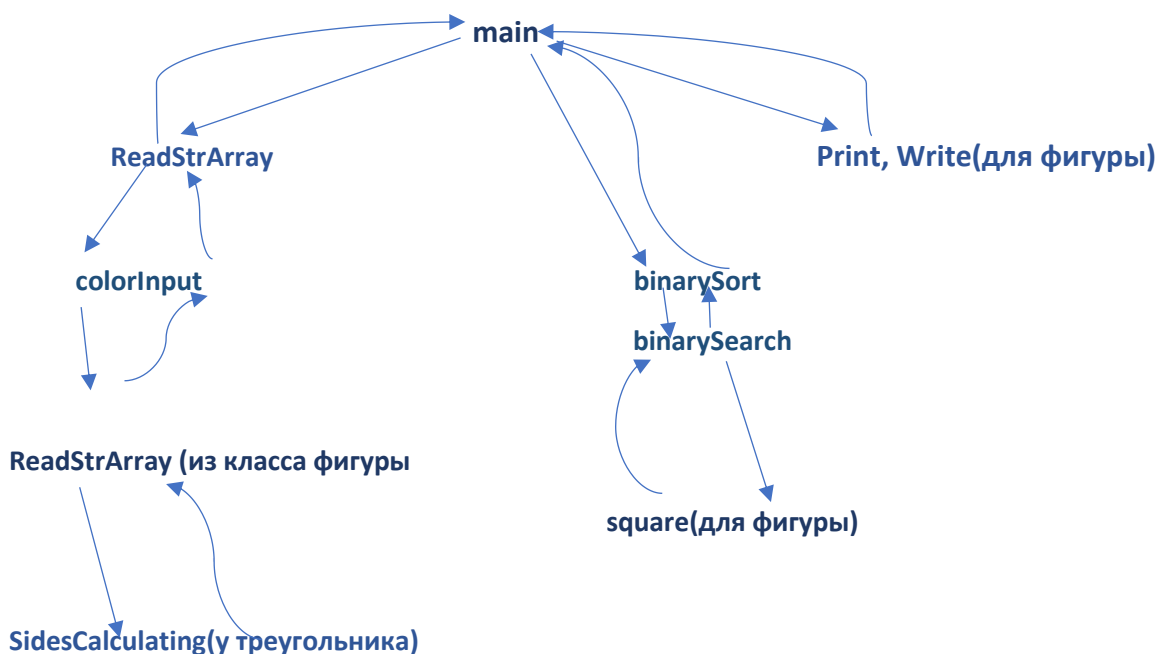 main
ReadStrArray
Print, Write(для фигуры)
colorInput
binarySort
binarySearch
ReadStrArray (из класса фигуры
square(для фигуры)
SidesCalculating(у треугольника)